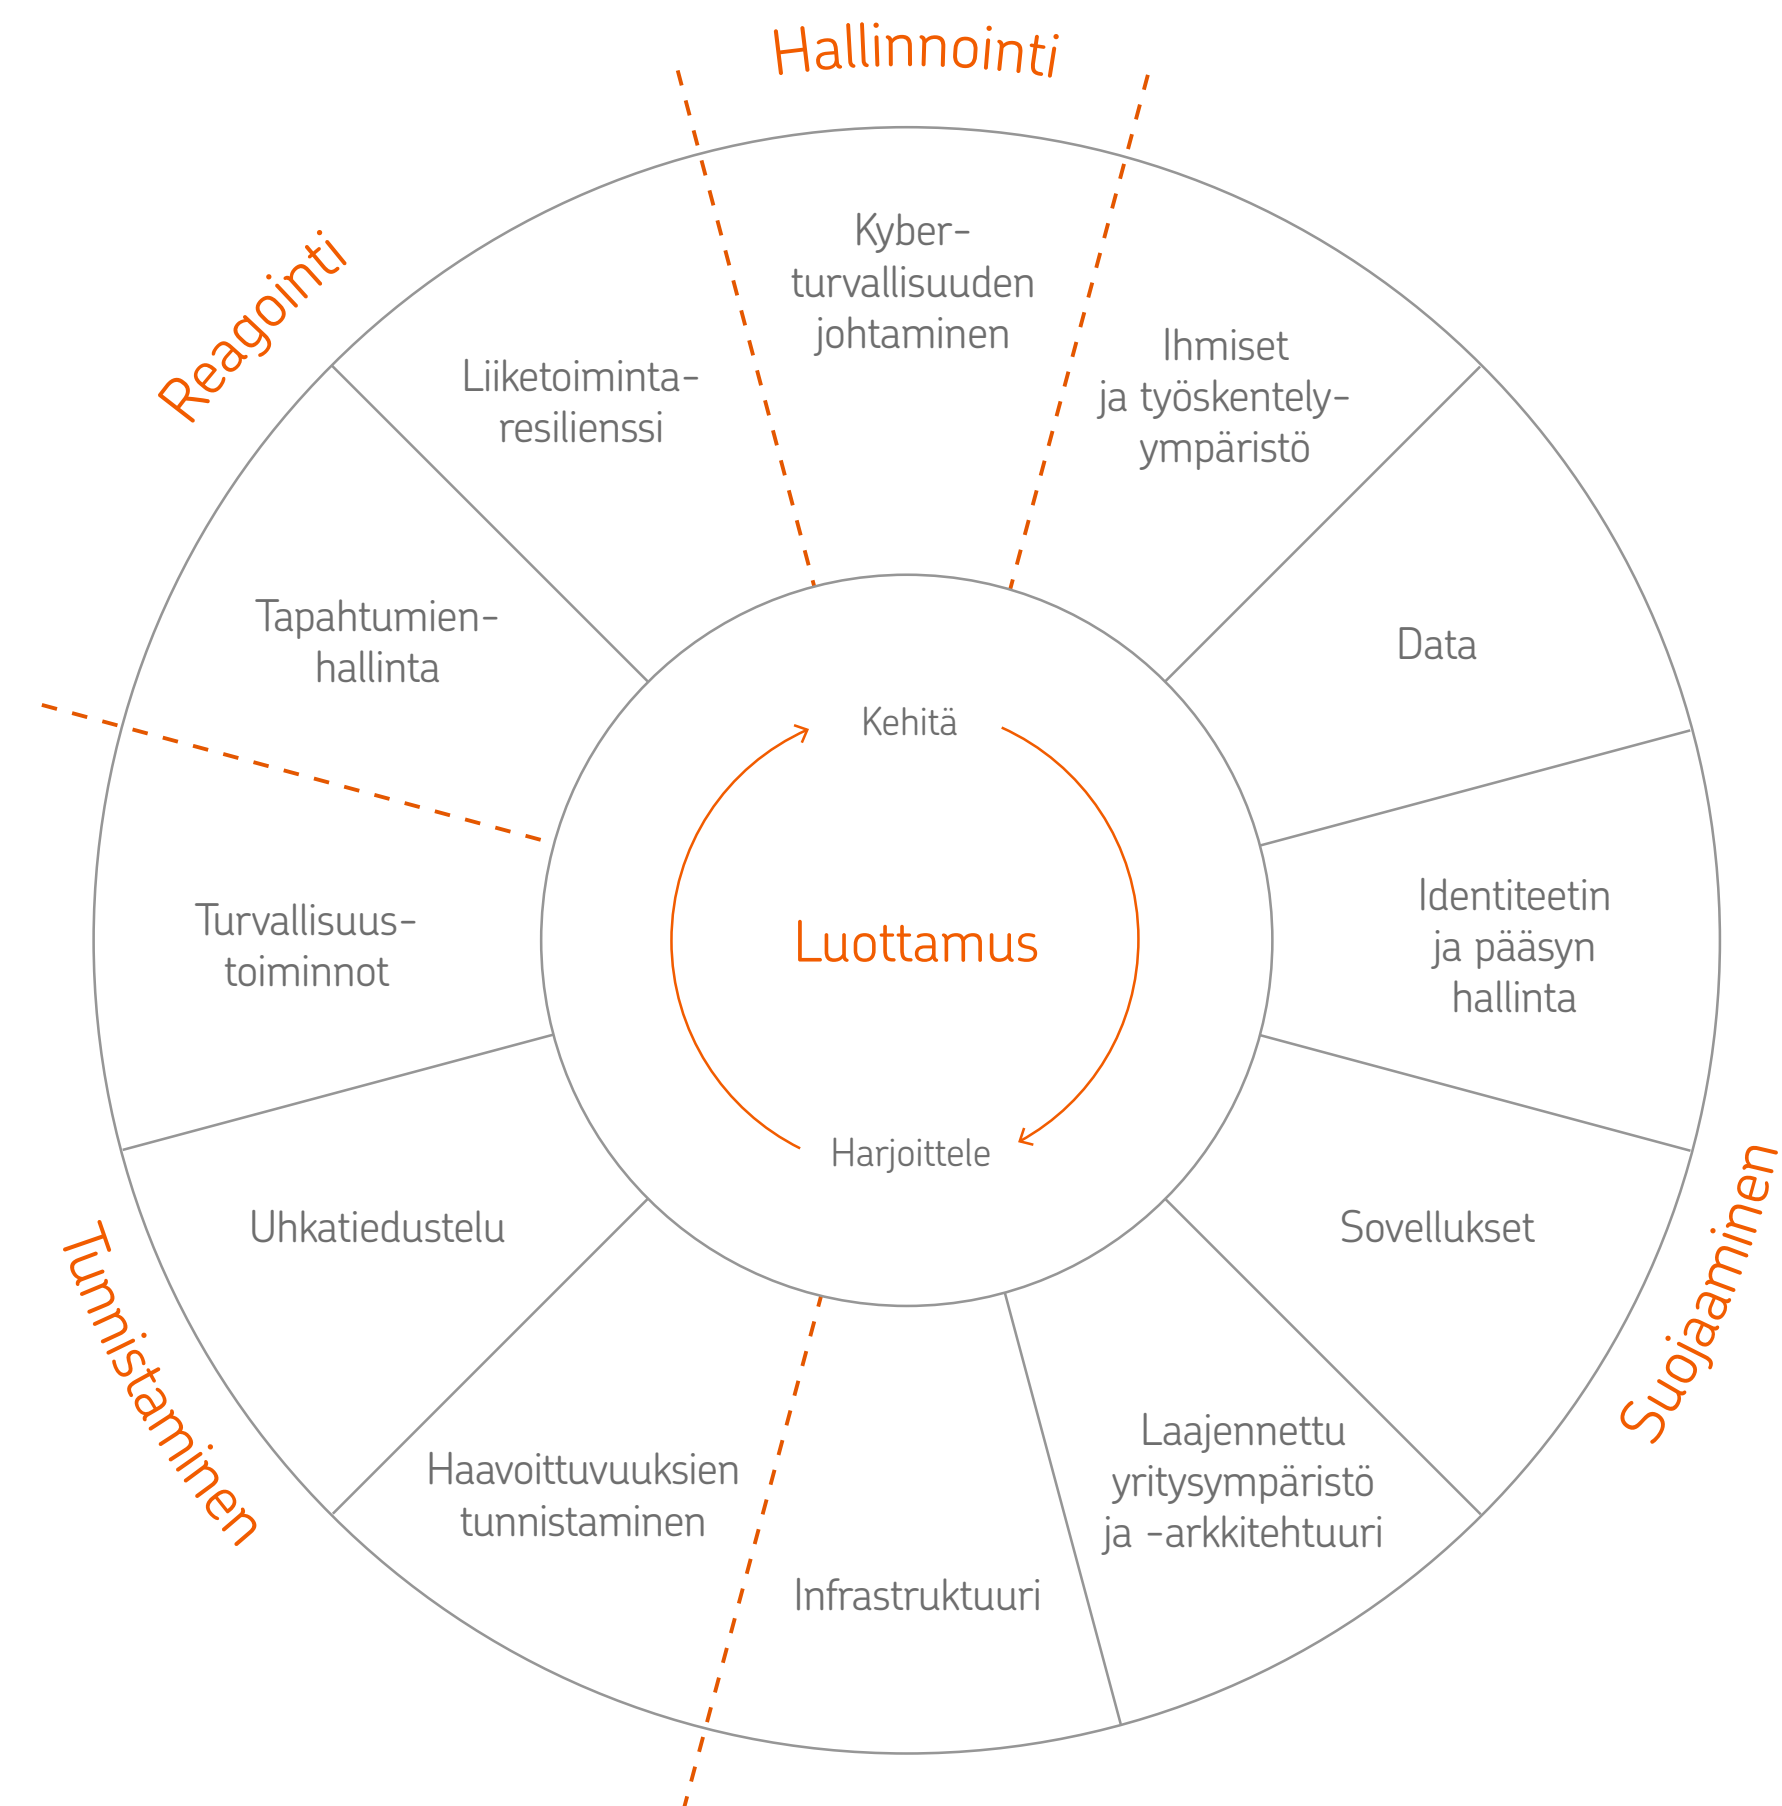 Hallinnointi
Kyber-
turvallisuuden
johtaminen
Ihmiset
ja työskentely-
ympäristö
Data
Identiteetin
ja pääsyn
hallinta
Sovellukset
Laajennettu
yritysympäristö
ja -arkkitehtuuri
Infrastruktuuri
Suojaaminen
Haavoittuvuuksien
tunnistaminen
Uhkatiedustelu
Turvallisuus-
toiminnot
Tunnistaminen
Tapahtumien-
hallinta
Liiketoiminta-
resilienssi
Reagointi
Kehitä
Luottamus
Harjoittele